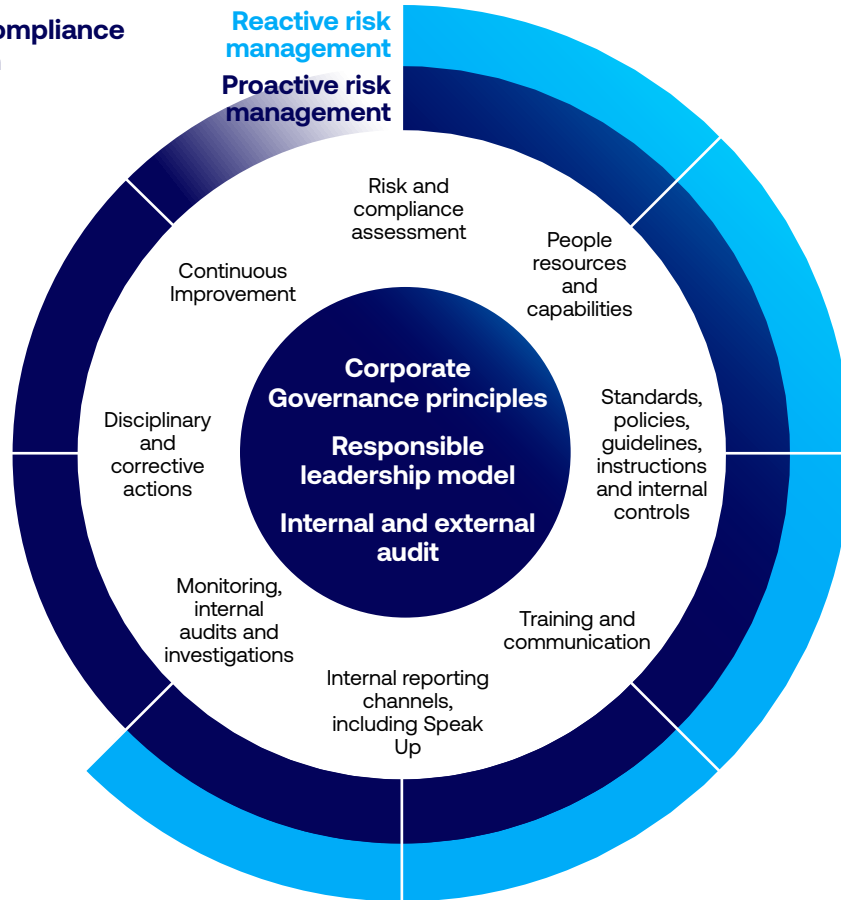 ompliance
Reactive risk
management
Proactive risk
management
Risk and
compliance
assessment
People
resources
and
capabilities
Standards,
policies,
guidelines,
instructions
and internal
controls
Training and
communication
Internal reporting
channels,
including Speak
Up
Monitoring,
internal
audits and
investigations
Disciplinary
and
corrective
actions
Continuous
Improvement
Corporate
Governance principles
Responsible
leadership model
Internal and external
audit